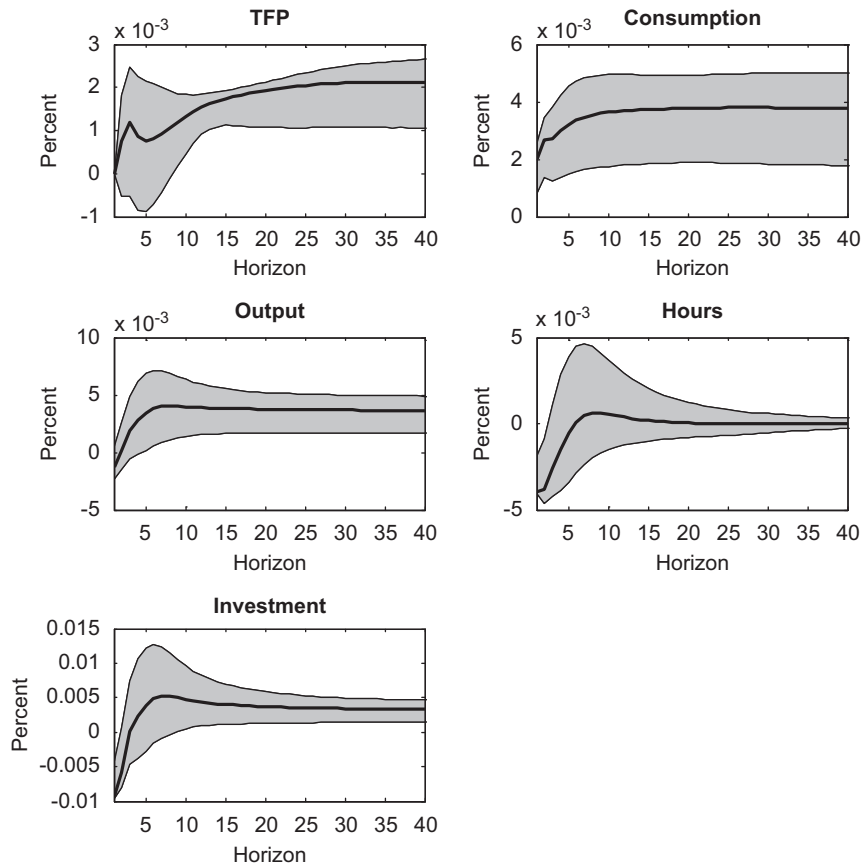 TFP
x 10-3
3
2
1
0
-1
Percent
5 10 15 20 25 30 35 40
Horizon
Consumption
x 10-3
6
4
2
0
Percent
5 10 15 20 25 30 35 40
Horizon
Output
x 10-3
10
5
0
-5
Percent
5 10 15 20 25 30 35 40
Horizon
Hours
x 10-3
5
0
-5
Percent
5 10 15 20 25 30 35 40
Horizon
Investment
0.015
0.01
0.005
0
-0.005
-0.01
Percent
5 10 15 20 25 30 35 40
Horizon